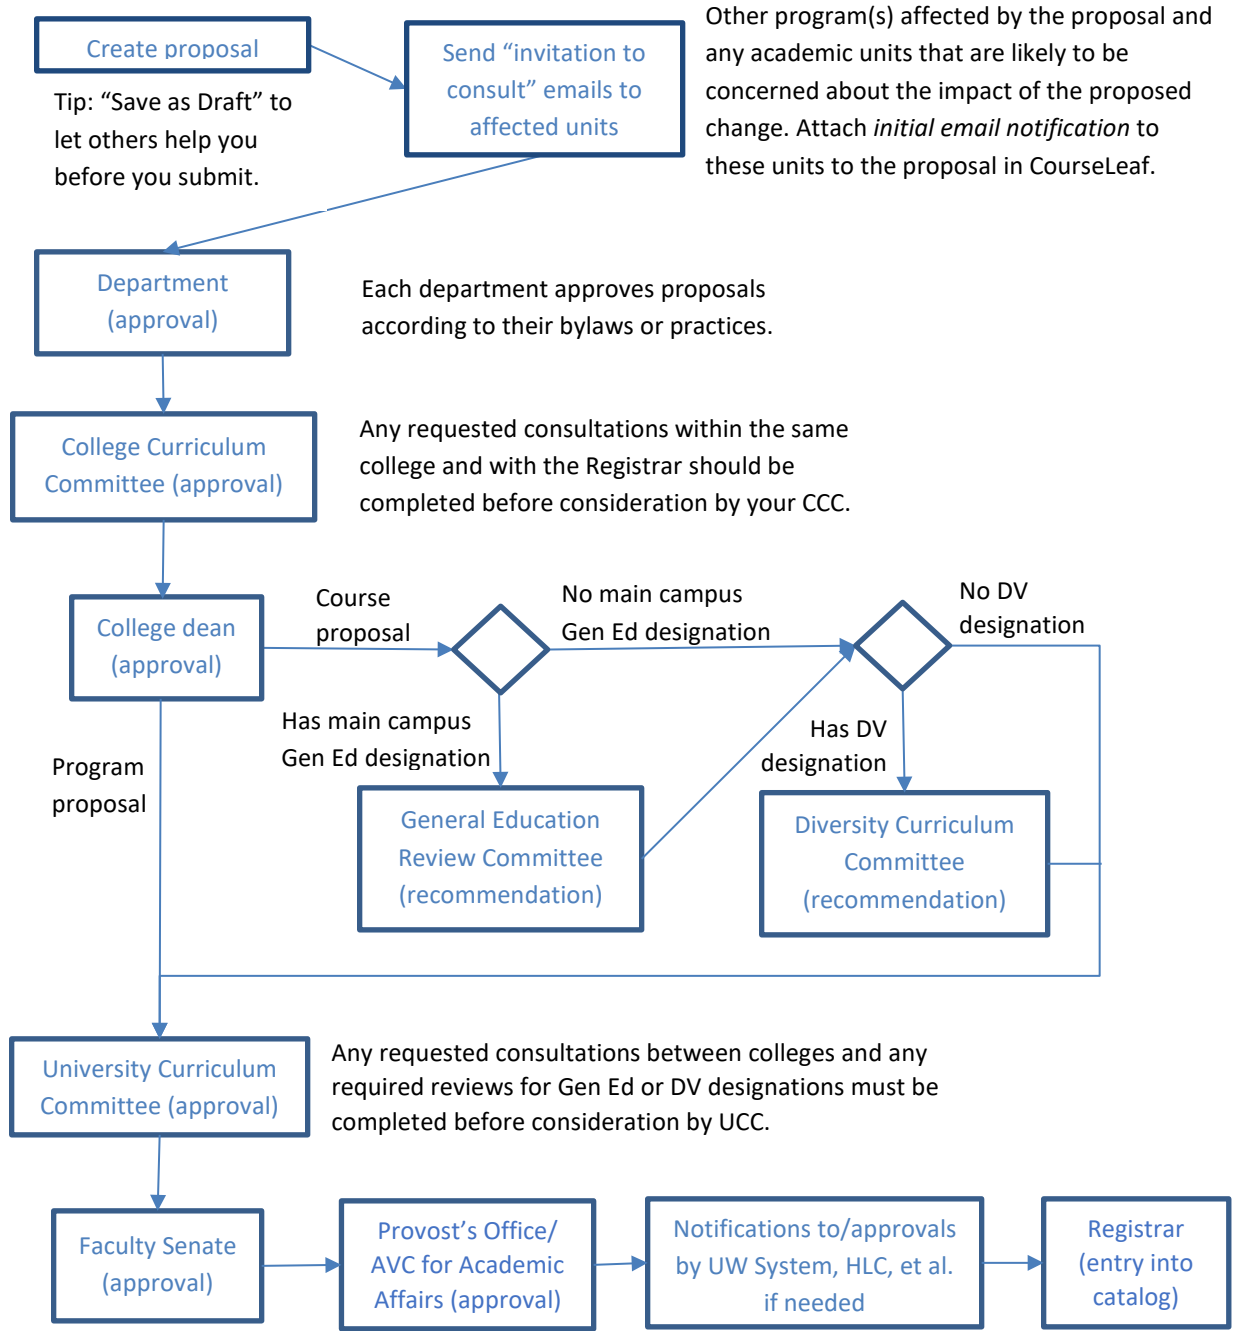 Create proposal
Tip: “Save as Draft” to
let others help you
before you submit.
Send “invitation to
consult” emails to
affected units
Other program(s) affected by the proposal and
any academic units that are likely to be
concerned about the impact of the proposed
change. Attach initial email notification to
these units to the proposal in CourseLeaf.
Department
(approval)
Each department approves proposals
according to their bylaws or practices.
College Curriculum
Committee (approval)
Any requested consultations within the same
college and with the Registrar should be
completed before consideration by your CCC.
College dean
(approval)
Course
proposal
No main campus
Gen Ed designation
No DV
designation
Has main campus
Gen Ed designation
Has DV
designation
Program
proposal
General Education
Review Committee
(recommendation)
Diversity Curriculum
Committee
(recommendation)
University Curriculum
Committee (approval)
Any requested consultations between colleges and any
required reviews for Gen Ed or DV designations must be
completed before consideration by UCC.
Faculty Senate
(approval)
Provost’s Office/
AVC for Academic
Affairs (approval)
Notifications to/approvals
by UW System, HLC, et al.
if needed
Registrar
(entry into
catalog)